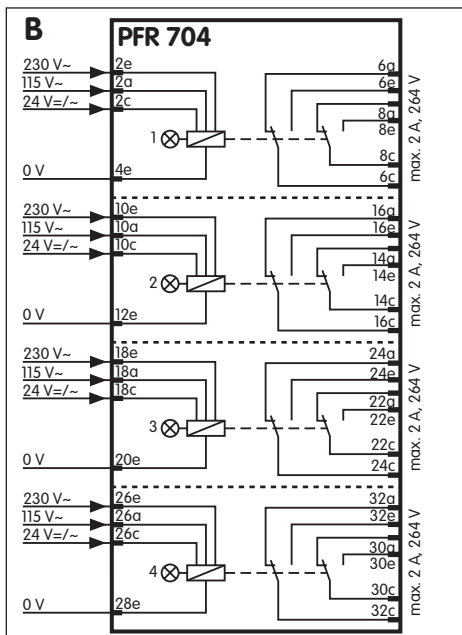 B
PFR 704
230 V~ 2e 6a
115 V~ 2a 6e
24 V=/~ 2c 8a
8e
1
8c
0 V 4e 6c
max. 2 A, 264 V
230 V~ 10e 16a
115 V~ 10a 16e
24 V=/~ 10c 14a
14e
2
14c
0 V 12e 16c
max. 2 A, 264 V
230 V~ 18e 24a
115 V~ 18a 24e
24 V=/~ 18c 22a
22e
3
22c
0 V 20e 24c
max. 2 A, 264 V
230 V~ 26e 32a
115 V~ 26a 32e
24 V=/~ 26c 30a
30e
4
30c
0 V 28e 32c
max. 2 A, 264 V